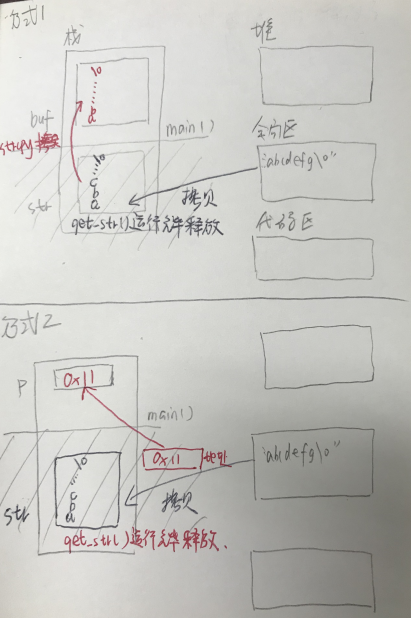 方式1
栈
堆
\0
……
a
buf
main()
strcpy拷贝
全局区
\0
……
c
b
a
"abcdefg\0"
拷贝
str
get_str()运行完毕释放
代码区
方式2
P
0x11
main()
0x11
地址
"abcdefg\0"
\0
……
c
b
a
拷贝
str
get_str()运行完毕释放.